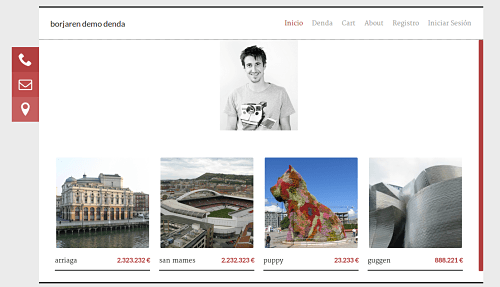 borjaren demo denda
Inicio Denda Cart About Registro Iniciar Sesión
arriaga 2.323.232 €
san mames 2.232.323 €
puppy 23.233 €
guggen 888.221 €